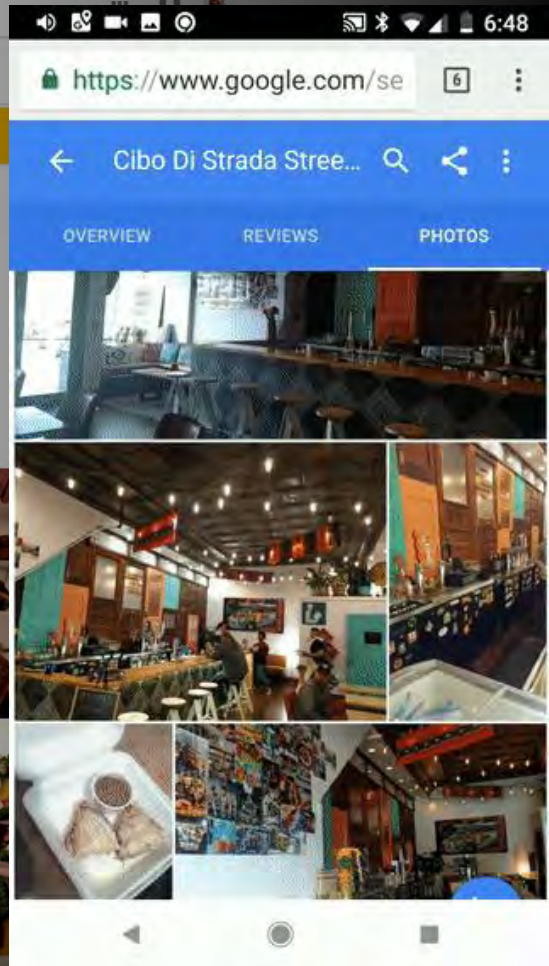 6:48
https://www.google.com/se
6
Cibo Di Strada Stree...
OVERVIEW
REVIEWS
PHOTOS